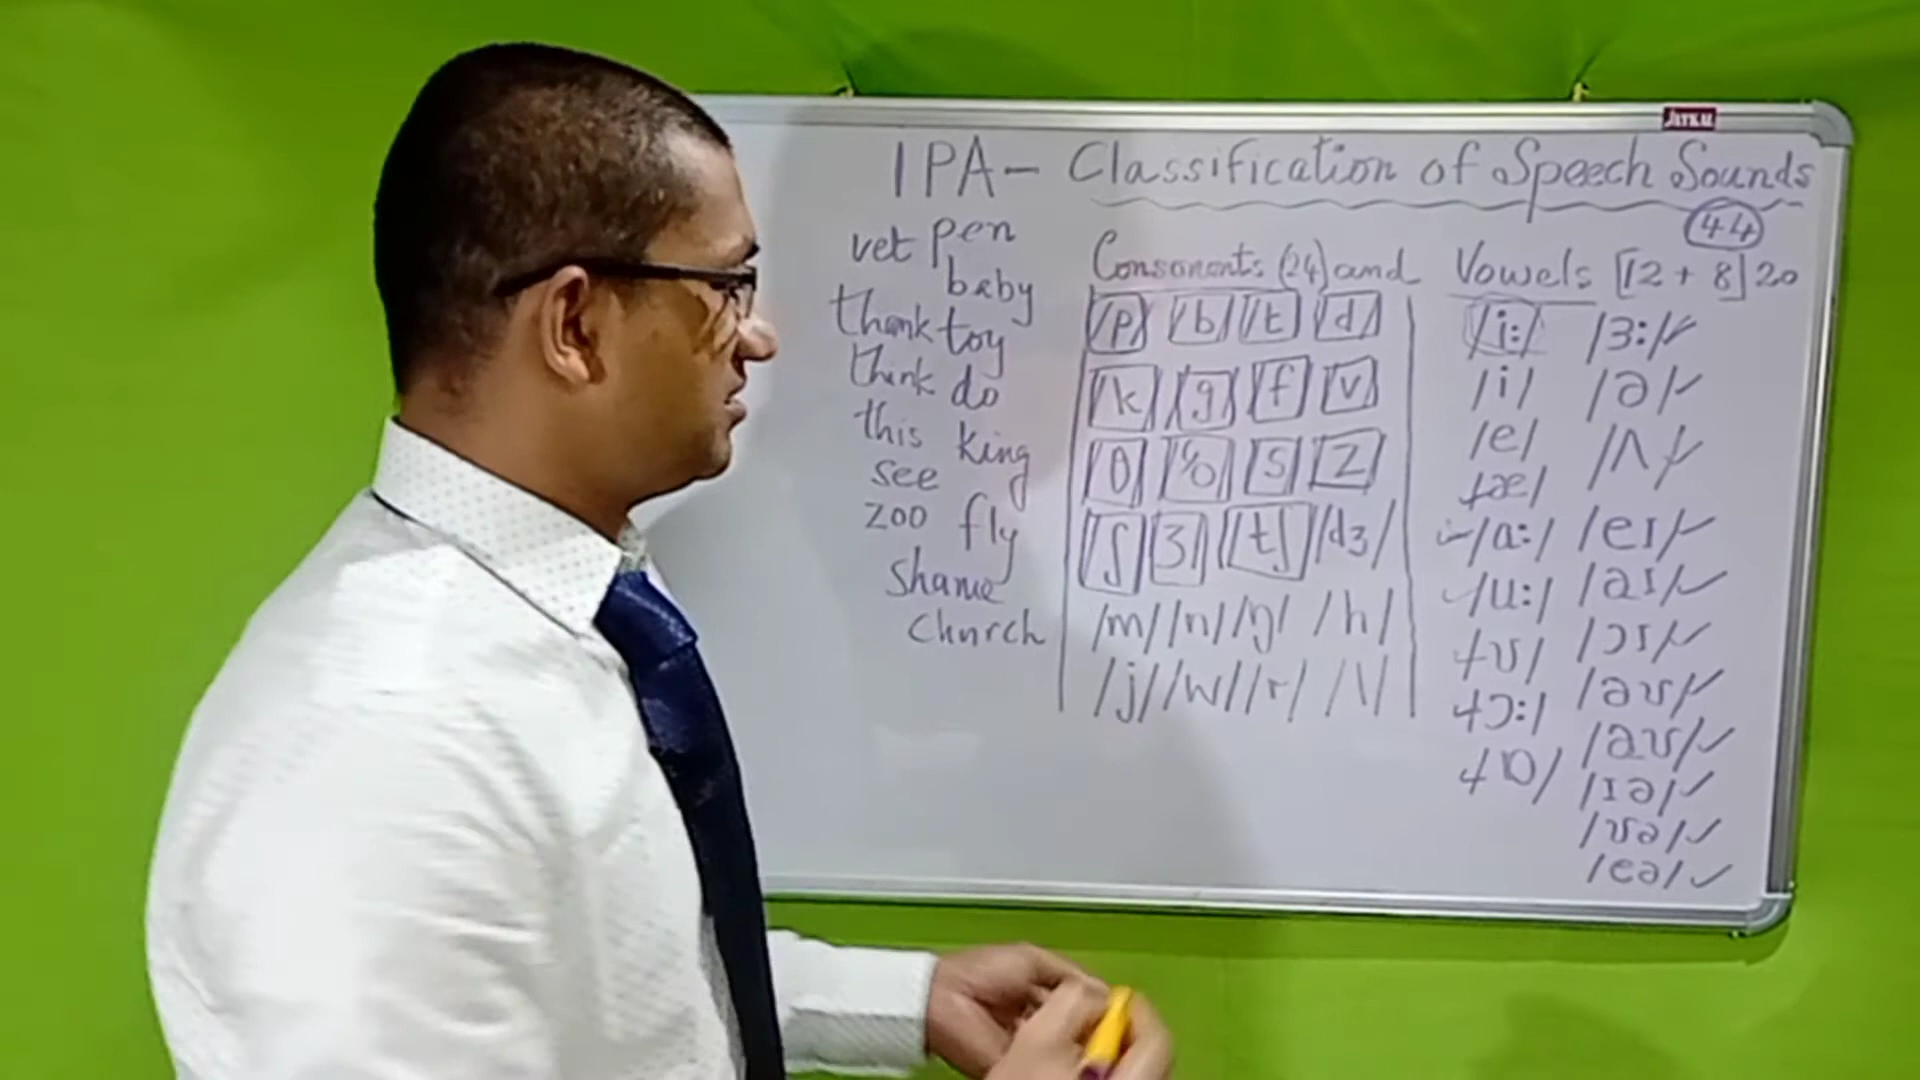 JAYKAL
IPA - Classification of Speech Sounds
44
Consonants (24) and Vowels [12 + 8] 20
vet pen
baby
thank toy
think do
this king
see
zoo fly
shame
church
/p/ /b/ /t/ /d/
/k/ /g/ /f/ /v/
/θ/ /ð/ /s/ /z/
/ʃ/ /ʒ/ /tʃ/ /dʒ/
/m/ /n/ /ŋ/ /h/
/j/ /w/ /r/ /l/
/i:/ /ɜ:/
/i/ /ə/
/e/ /ʌ/
/æ/
/ɑ:/ /eɪ/
/u:/ /aɪ/
/ʊ/ /ɔɪ/
/ɔ:/ /əʊ/
/ɒ/ /aʊ/
/ɪə/
/ʊə/
/eə/